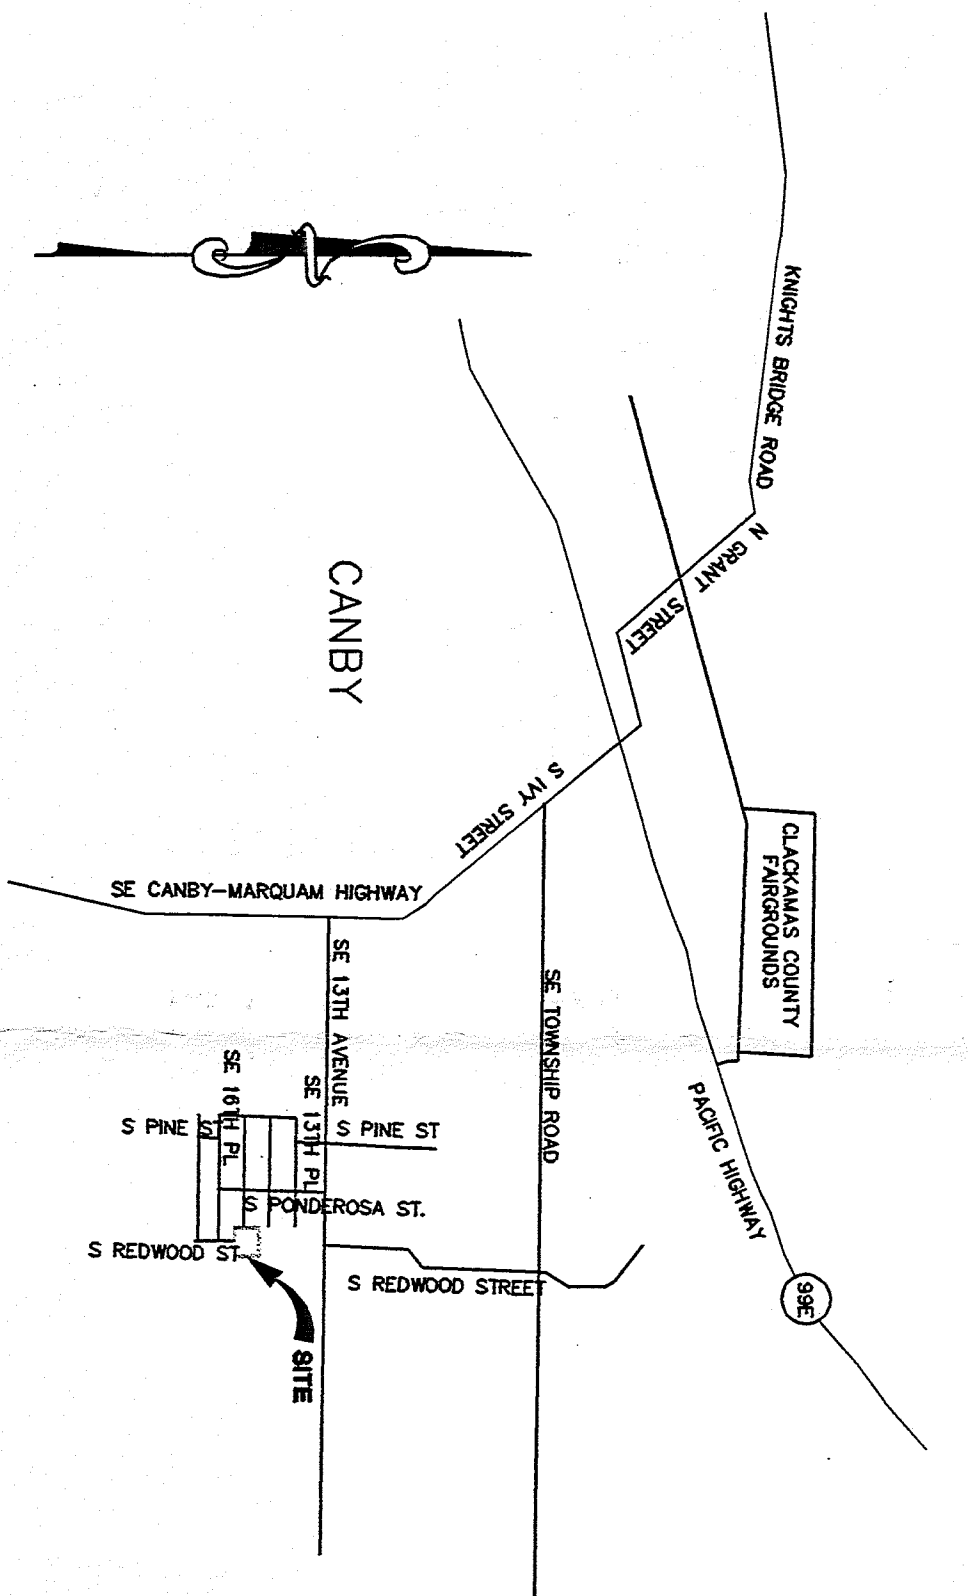 KNIGHTS BRIDGE ROAD
N GRANT
STREET
CANBY
S IVY STREET
CLACKAMAS COUNTY
FAIRGROUNDS
SE CANBY-MARQUAM HIGHWAY
SE 13TH AVENUE
SE TOWNSHIP ROAD
PACIFIC HIGHWAY
99E
SE 16TH PL
SE 13TH PL
S PINE ST
S PINE ST
S PONDEROSA ST.
S REDWOOD ST
S REDWOOD STREET
SITE